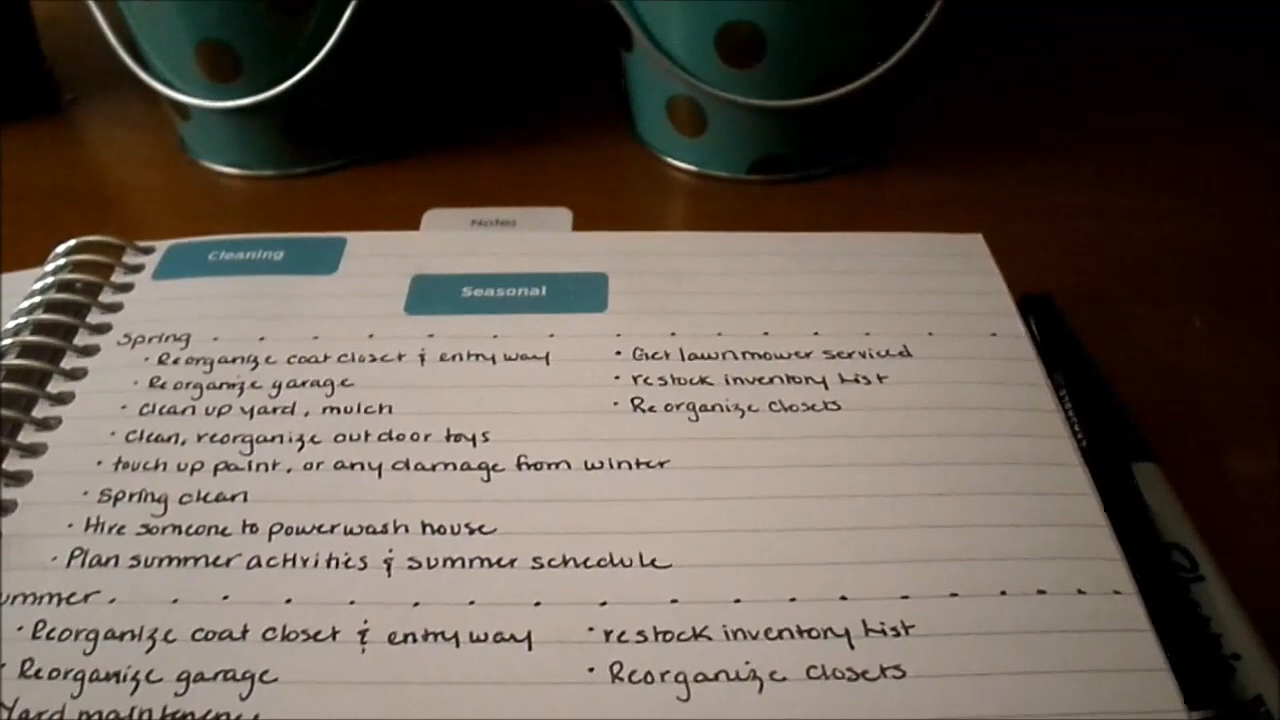 Notes
Cleaning
Seasonal
Spring
• Reorganize coat closet & entry way
• Reorganize garage
• Clean up yard, mulch
• Clean, reorganize outdoor toys
• touch up paint, or any damage from winter
• Spring clean
• Hire someone to powerwash house
• Plan summer activities & summer schedule
• Get lawnmower serviced
• restock inventory list
• Reorganize closets
ummer
• Reorganize coat closet & entry way
• Reorganize garage
Yard maintenenc
• restock inventory list
• Reorganize closets